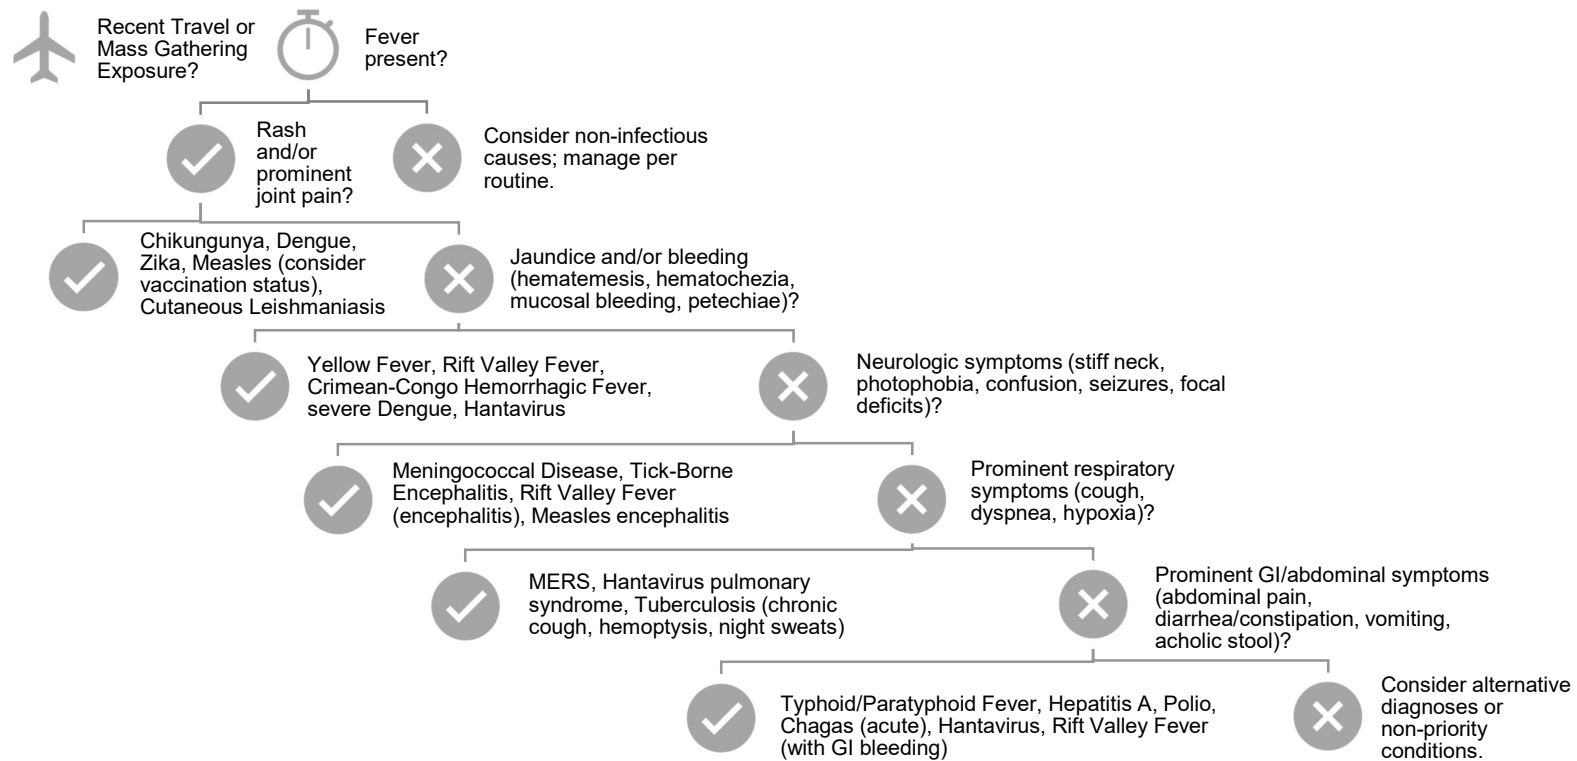 Recent Travel or
Mass Gathering
Exposure?
Fever
present?
Rash
and/or
prominent
joint pain?
Consider non-infectious
causes; manage per
routine.
Chikungunya, Dengue,
Zika, Measles (consider
vaccination status),
Cutaneous Leishmaniasis
Jaundice and/or bleeding
(hematemesis, hematochezia,
mucosal bleeding, petechiae)?
Yellow Fever, Rift Valley Fever,
Crimean-Congo Hemorrhagic Fever,
severe Dengue, Hantavirus
Neurologic symptoms (stiff neck,
photophobia, confusion, seizures, focal
deficits)?
Meningococcal Disease, Tick-Borne
Encephalitis, Rift Valley Fever
(encephalitis), Measles encephalitis
Prominent respiratory
symptoms (cough,
dyspnea, hypoxia)?
MERS, Hantavirus pulmonary
syndrome, Tuberculosis (chronic
cough, hemoptysis, night sweats)
Prominent GI/abdominal symptoms
(abdominal pain,
diarrhea/constipation, vomiting,
acholic stool)?
Typhoid/Paratyphoid Fever, Hepatitis A, Polio,
Chagas (acute), Hantavirus, Rift Valley Fever
(with GI bleeding)
Consider alternative
diagnoses or
non-priority
conditions.